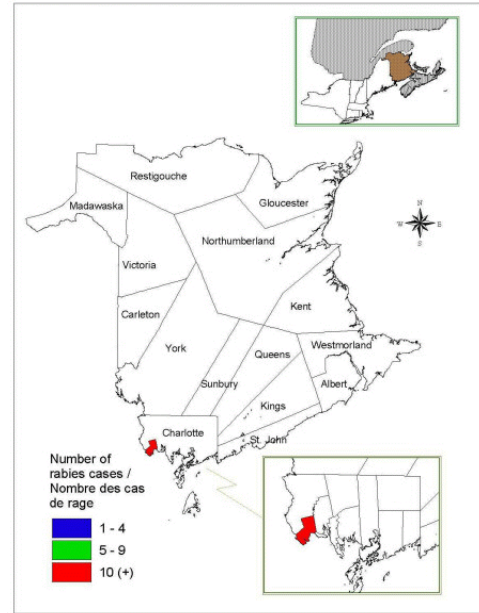 Restigouche
Gloucester
Madawaska
Northumberland
N
W E
S
Victoria
Carleton
Kent
York
Westmorland
Queens
Sunbury
Albert
Kings
Charlotte
St. John
Number of
rabies cases /
Nombre des cas
de rage
1 - 4
5 - 9
10 (+)